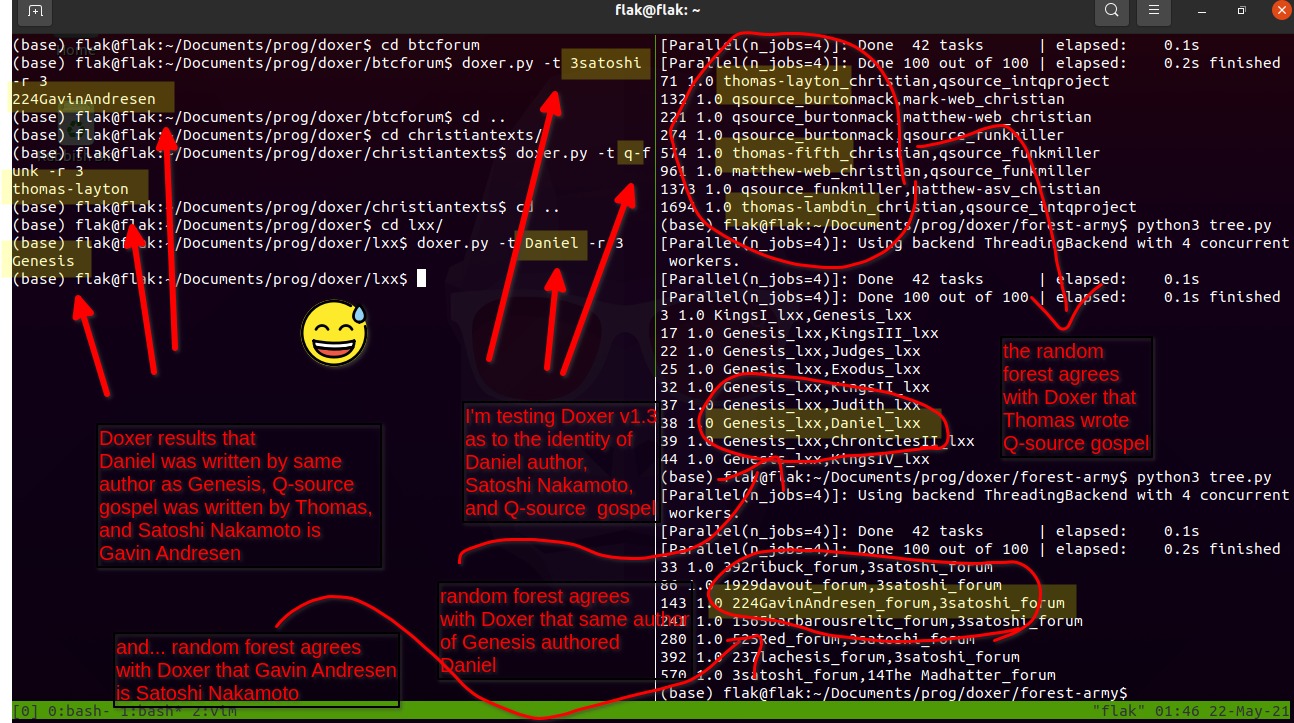 flak@flak: ~
(base) flak@flak:~/Documents/prog/doxer$ cd btcforum
(base) flak@flak:~/Documents/prog/doxer/btcforum$ doxer.py -t 3satoshi
-r 3
224GavinAndresen
(base) flak@flak:~/Documents/prog/doxer/btcforum$ cd ..
(base) flak@flak:~/Documents/prog/doxer$ cd christiantexts/
(base) flak@flak:~/Documents/prog/doxer/christiantexts$ doxer.py -t q-f
unk -r 3
thomas-layton
(base) flak@flak:~/Documents/prog/doxer/christiantexts$ cd ..
(base) flak@flak:~/Documents/prog/doxer$ cd lxx/
(base) flak@flak:~/Documents/prog/doxer/lxx$ doxer.py -t Daniel -r 3
Genesis
(base) flak@flak:~/Documents/prog/doxer/lxx$
Doxer results that
Daniel was written by same
author as Genesis, Q-source
gospel was written by Thomas,
and Satoshi Nakamoto is
Gavin Andresen
I'm testing Doxer v1.3
as to the identity of
Daniel author,
Satoshi Nakamoto,
and Q-source gospel
random forest agrees
with Doxer that same author
of Genesis authored
Daniel
and... random forest agrees
with Doxer that Gavin Andresen
is Satoshi Nakamoto
[Parallel(n_jobs=4)]: Done 42 tasks | elapsed: 0.1s
[Parallel(n_jobs=4)]: Done 100 out of 100 | elapsed: 0.2s finished
71 1.0 thomas-layton_christian,qsource_intqproject
132 1.0 qsource_burtonmack,mark-web_christian
221 1.0 qsource_burtonmack,matthew-web_christian
274 1.0 qsource_burtonmack,qsource_funkmiller
574 1.0 thomas-fifth_christian,qsource_funkmiller
961 1.0 matthew-web_christian,qsource_funkmiller
1373 1.0 qsource_funkmiller,matthew-asv_christian
1694 1.0 thomas-lambdin_christian,qsource_intqproject
(base) flak@flak:~/Documents/prog/doxer/forest-army$ python3 tree.py
[Parallel(n_jobs=4)]: Using backend ThreadingBackend with 4 concurrent
workers.
[Parallel(n_jobs=4)]: Done 42 tasks | elapsed: 0.1s
[Parallel(n_jobs=4)]: Done 100 out of 100 | elapsed: 0.1s finished
3 1.0 KingsI_lxx,Genesis_lxx
17 1.0 Genesis_lxx,KingsIII_lxx
22 1.0 Genesis_lxx,Judges_lxx
25 1.0 Genesis_lxx,Exodus_lxx
32 1.0 Genesis_lxx,KingsII_lxx
37 1.0 Genesis_lxx,Judith_lxx
38 1.0 Genesis_lxx,Daniel_lxx
39 1.0 Genesis_lxx,ChroniclesII_lxx
44 1.0 Genesis_lxx,KingsIV_lxx
(base) flak@flak:~/Documents/prog/doxer/forest-army$ python3 tree.py
[Parallel(n_jobs=4)]: Using backend ThreadingBackend with 4 concurrent
workers.
[Parallel(n_jobs=4)]: Done 42 tasks | elapsed: 0.1s
[Parallel(n_jobs=4)]: Done 100 out of 100 | elapsed: 0.2s finished
33 1.0 392ribuck_forum,3satoshi_forum
86 1.0 1929davout_forum,3satoshi_forum
143 1.0 224GavinAndresen_forum,3satoshi_forum
241 1.0 1505barbarousrelic_forum,3satoshi_forum
280 1.0 525Red_forum,3satoshi_forum
392 1.0 237lachesis_forum,3satoshi_forum
570 1.0 3satoshi_forum,14The Madhatter_forum
(base) flak@flak:~/Documents/prog/doxer/forest-army$
the random
forest agrees
with Doxer that
Thomas wrote
Q-source gospel
[0] 0:bash- 1:bash* 2:vim
"flak" 01:46 22-May-21